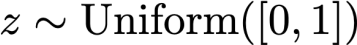 z ∼ Uniform([0, 1])